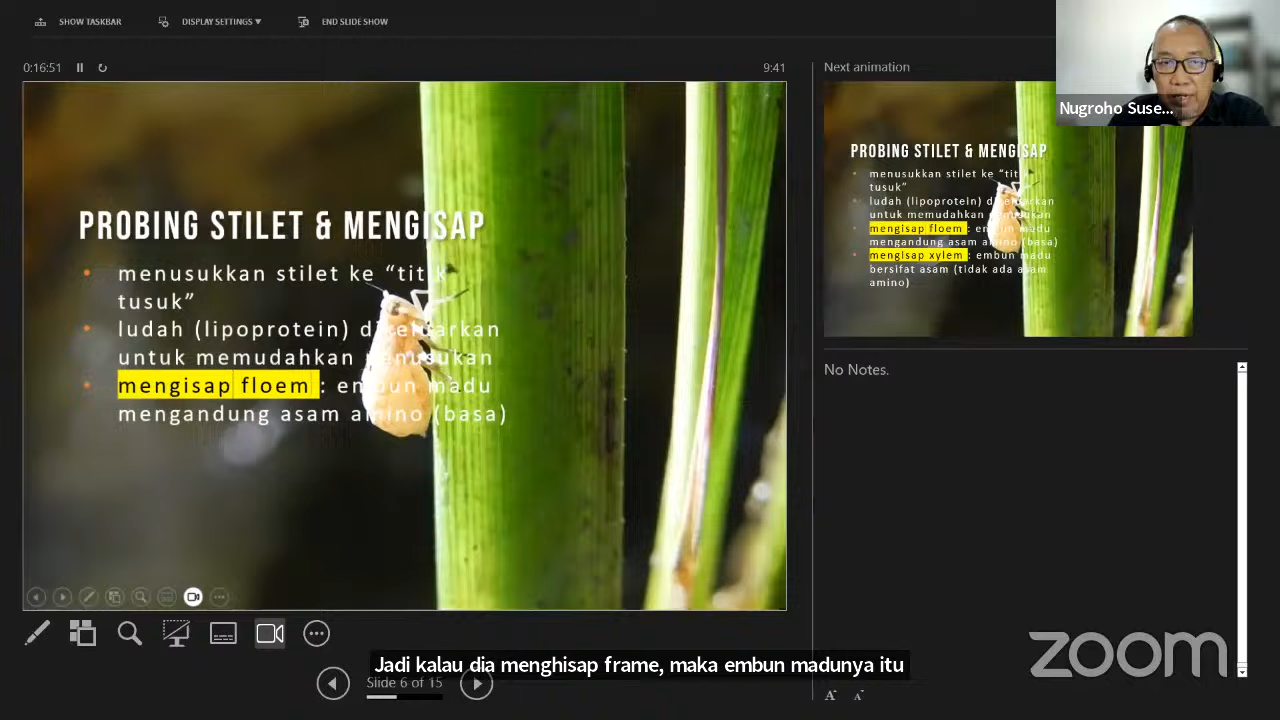 SHOW TASKBAR
DISPLAY SETTINGS ▼
END SLIDE SHOW
0:16:51
9:41
PROBING STILET & MENGISAP
• menusukkan stilet ke “titik
tusuk”
• ludah (lipoprotein) dikeluarkan
untuk memudahkan penusukan
• mengisap floem : embun madu
mengandung asam amino (basa)
Slide 6 of 15
Next animation
PROBING STILET & MENGISAP
• menusukkan stilet ke “titik
tusuk”
• ludah (lipoprotein) dikeluarkan
untuk memudahkan penusukan
• mengisap floem : embun madu
mengandung asam amino (basa)
• mengisap xylem : embun madu
bersifat asam (tidak ada asam
amino)
Nugroho Suse...
No Notes.
A A
zoom
Jadi kalau dia menghisap frame, maka embun madunya itu